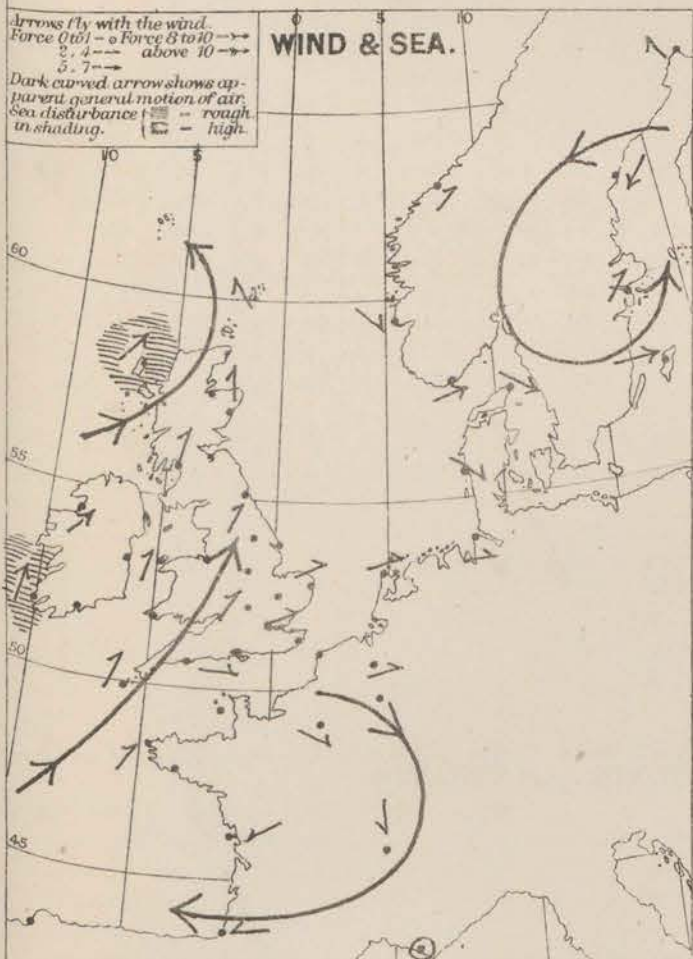 WIND & SEA.
Arrows fly with the wind.
Force 0 to 1 – o Force 8 to 10
2, 4 – above 10 –
5, 7 –
Dark curved arrow shows ap-
parent general motion of air.
Sea disturbance – rough.
in shading. – high.
10
5
0
5
10
60
55
50
45